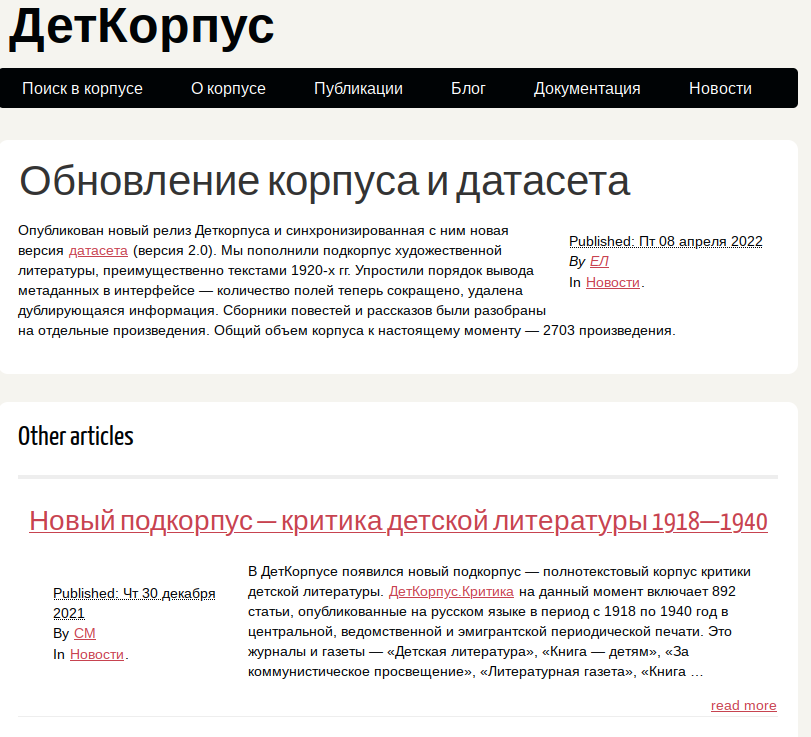 ДетКорпус
Поиск в корпусе О корпусе Публикации Блог Документация Новости
Обновление корпуса и датасета
Опубликован новый релиз Деткорпуса и синхронизированная с ним новая
версия датасета (версия 2.0). Мы пополнили подкорпус художественной
литературы, преимущественно текстами 1920-х гг. Упростили порядок вывода
метаданных в интерфейсе — количество полей теперь сокращено, удалена
дублирующаяся информация. Сборники повестей и рассказов были разобраны
на отдельные произведения. Общий объем корпуса к настоящему моменту — 2703 произведения.
Published: Пт 08 апреля 2022
By ЕЛ
In Новости.
Other articles
Новый подкорпус — критика детской литературы 1918—1940
Published: Чт 30 декабря
2021
By СМ
In Новости.
В ДетКорпусе появился новый подкорпус — полнотекстовый корпус критики
детской литературы. ДетКорпус.Критика на данный момент включает 892
статьи, опубликованные на русском языке в период с 1918 по 1940 год в
центральной, ведомственной и эмигрантской периодической печати. Это
журналы и газеты — «Детская литература», «Книга — детям», «За
коммунистическое просвещение», «Литературная газета», «Книга …
read more